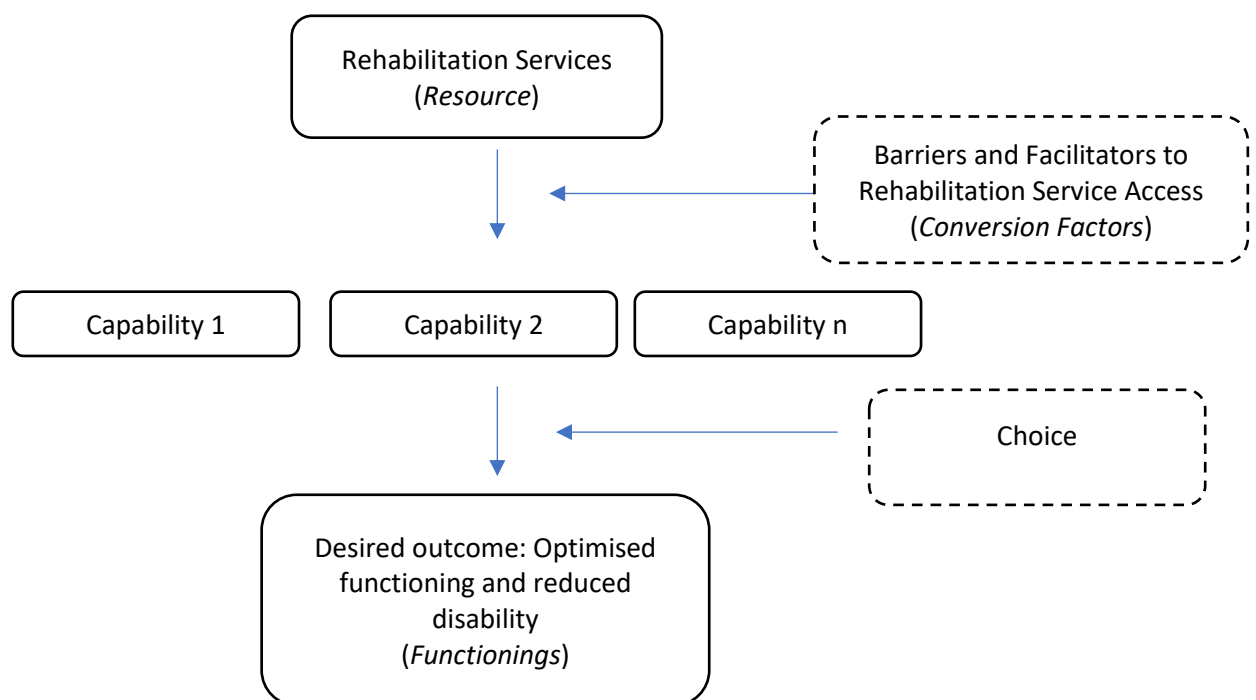 Rehabilitation Services
(Resource)
Barriers and Facilitators to
Rehabilitation Service Access
(Conversion Factors)
Capability 1
Capability 2
Capability n
Choice
Desired outcome: Optimised
functioning and reduced
disability
(Functionings)